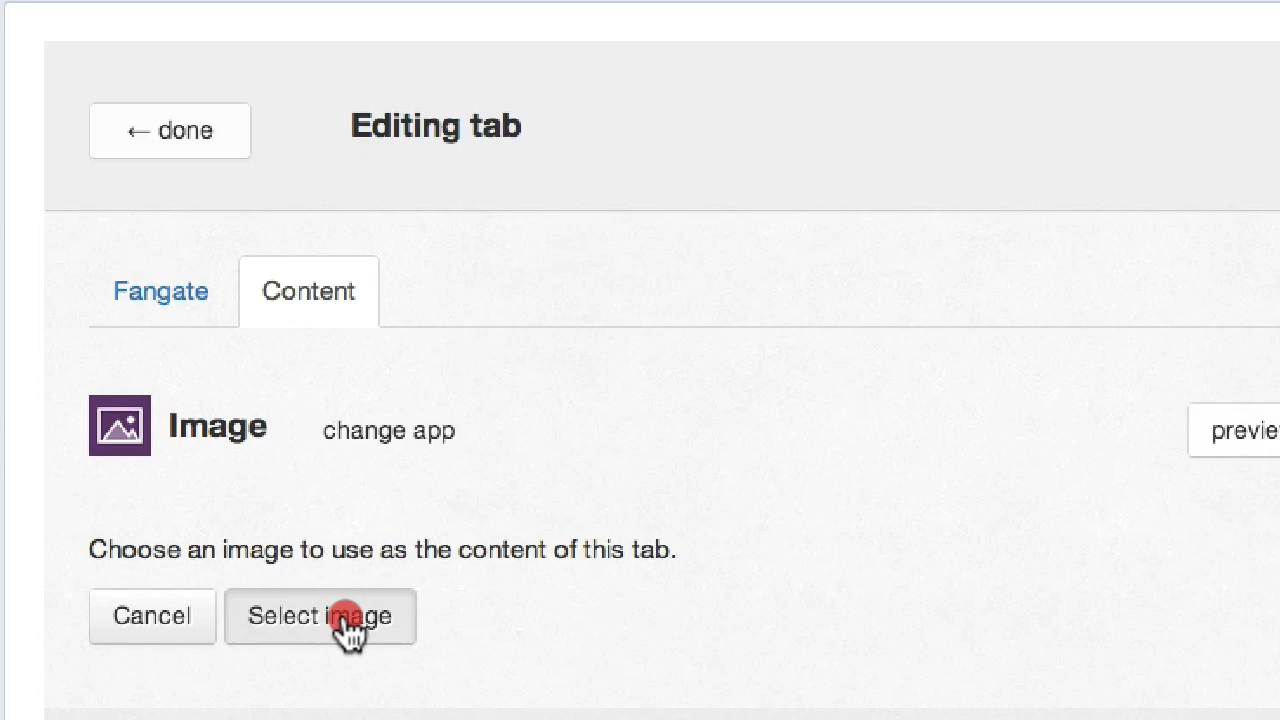 ← done
Editing tab
Fangate
Content
Image
change app
Choose an image to use as the content of this tab.
Cancel
Select image